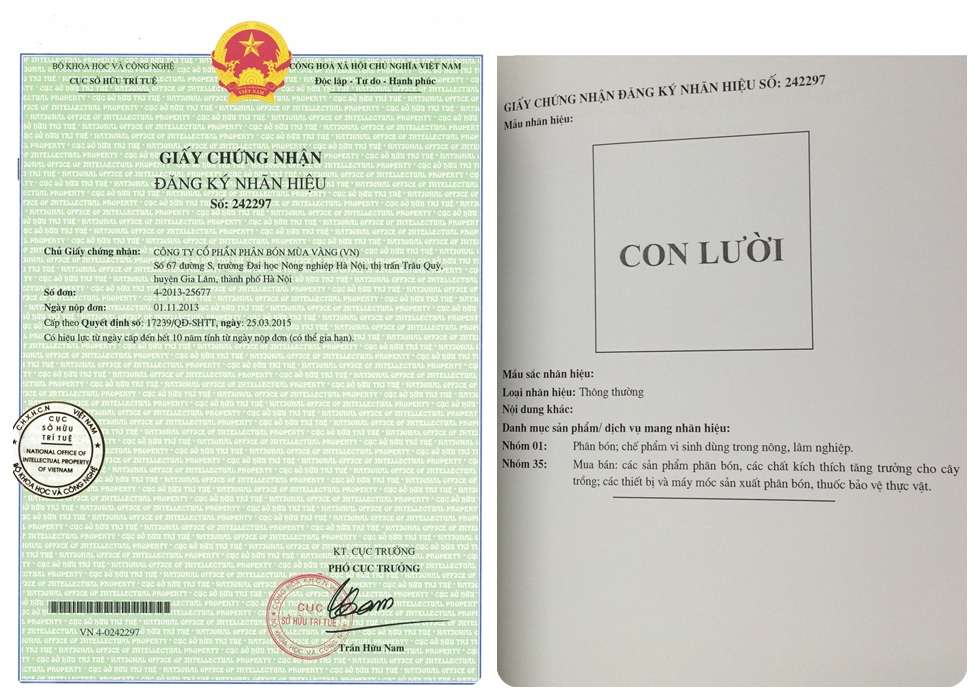 BỘ KHOA HỌC VÀ CÔNG NGHỆ
CỤC SỞ HỮU TRÍ TUỆ
CỘNG HOÀ XÃ HỘI CHỦ NGHĨA VIỆT NAM
Độc lập - Tự do - Hạnh phúc
VIỆT NAM
GIẤY CHỨNG NHẬN
ĐĂNG KÝ NHÃN HIỆU
Số: 242297
Chủ Giấy chứng nhận: CÔNG TY CỔ PHẦN PHÂN BÓN MÙA VÀNG (VN)
Số 67 đường S, trường Đại học Nông nghiệp Hà Nội, thị trấn Trâu Quỳ,
huyện Gia Lâm, thành phố Hà Nội
Số đơn: 4-2013-25677
Ngày nộp đơn: 01.11.2013
Cấp theo Quyết định số: 17239/QĐ-SHTT, ngày: 25.03.2015
Có hiệu lực từ ngày cấp đến hết 10 năm tính từ ngày nộp đơn (có thể gia hạn).
C.H.X.H.C.N VIỆT NAM
CỤC
SỞ HỮU
TRÍ TUỆ
NATIONAL OFFICE OF
INTELLECTUAL PROPERTY
OF VIETNAM
BỘ KHOA HỌC VÀ CÔNG NGHỆ
KT. CỤC TRƯỞNG
PHÓ CỤC TRƯỞNG
CỤC
SỞ HỮU TRÍ TUỆ
VN 4-0242297
Trần Hữu Nam
GIẤY CHỨNG NHẬN ĐĂNG KÝ NHÃN HIỆU SỐ: 242297
Mẫu nhãn hiệu:
CON LƯỜI
Mầu sắc nhãn hiệu:
Loại nhãn hiệu: Thông thường
Nội dung khác:
Danh mục sản phẩm/ dịch vụ mang nhãn hiệu:
Nhóm 01: Phân bón; chế phẩm vi sinh dùng trong nông, lâm nghiệp.
Nhóm 35: Mua bán: các sản phẩm phân bón, các chất kích thích tăng trưởng cho cây
trồng; các thiết bị và máy móc sản xuất phân bón, thuốc bảo vệ thực vật.